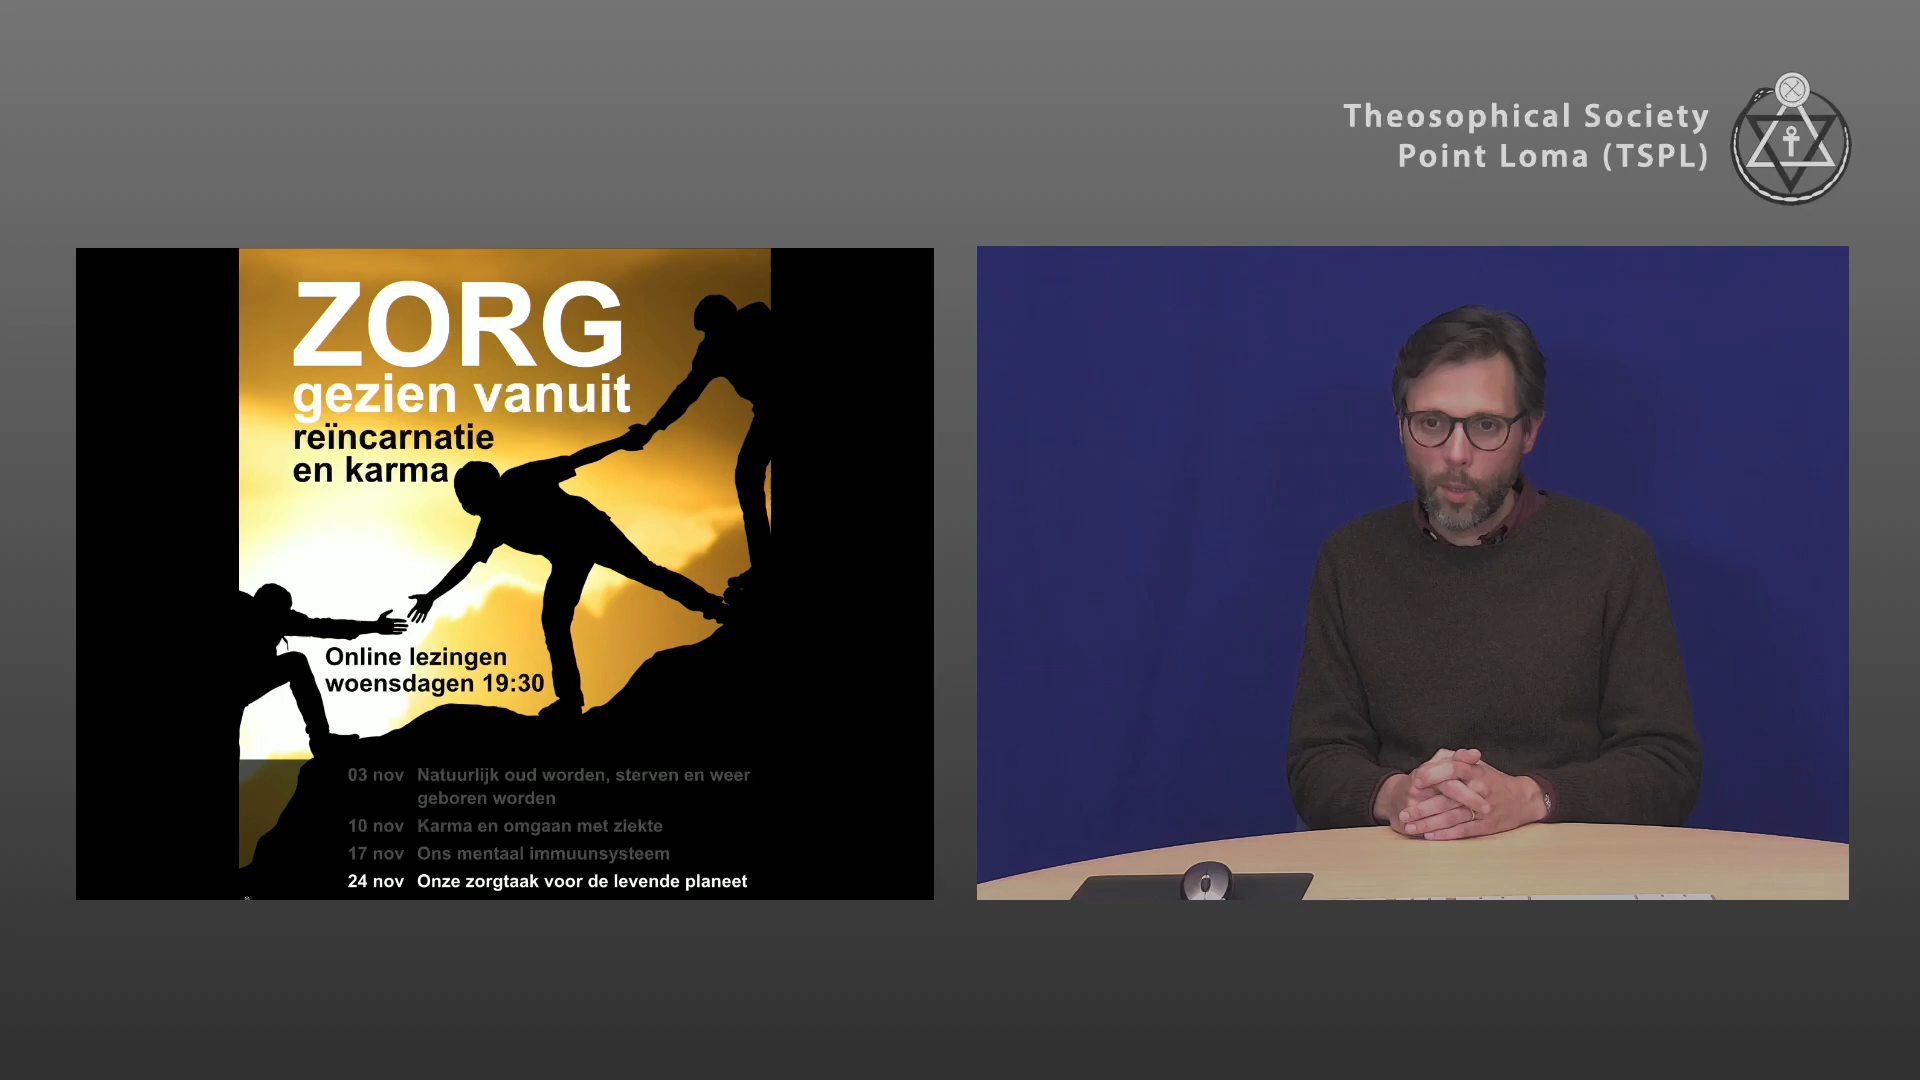 Theosophical Society
Point Loma (TSPL)
ZORG
gezien vanuit
reïncarnatie
en karma
Online lezingen
woensdagen 19:30
03 nov Natuurlijk oud worden, sterven en weer
geboren worden
10 nov Karma en omgaan met ziekte
17 nov Ons mentaal immuunsysteem
24 nov Onze zorgtaak voor de levende planeet